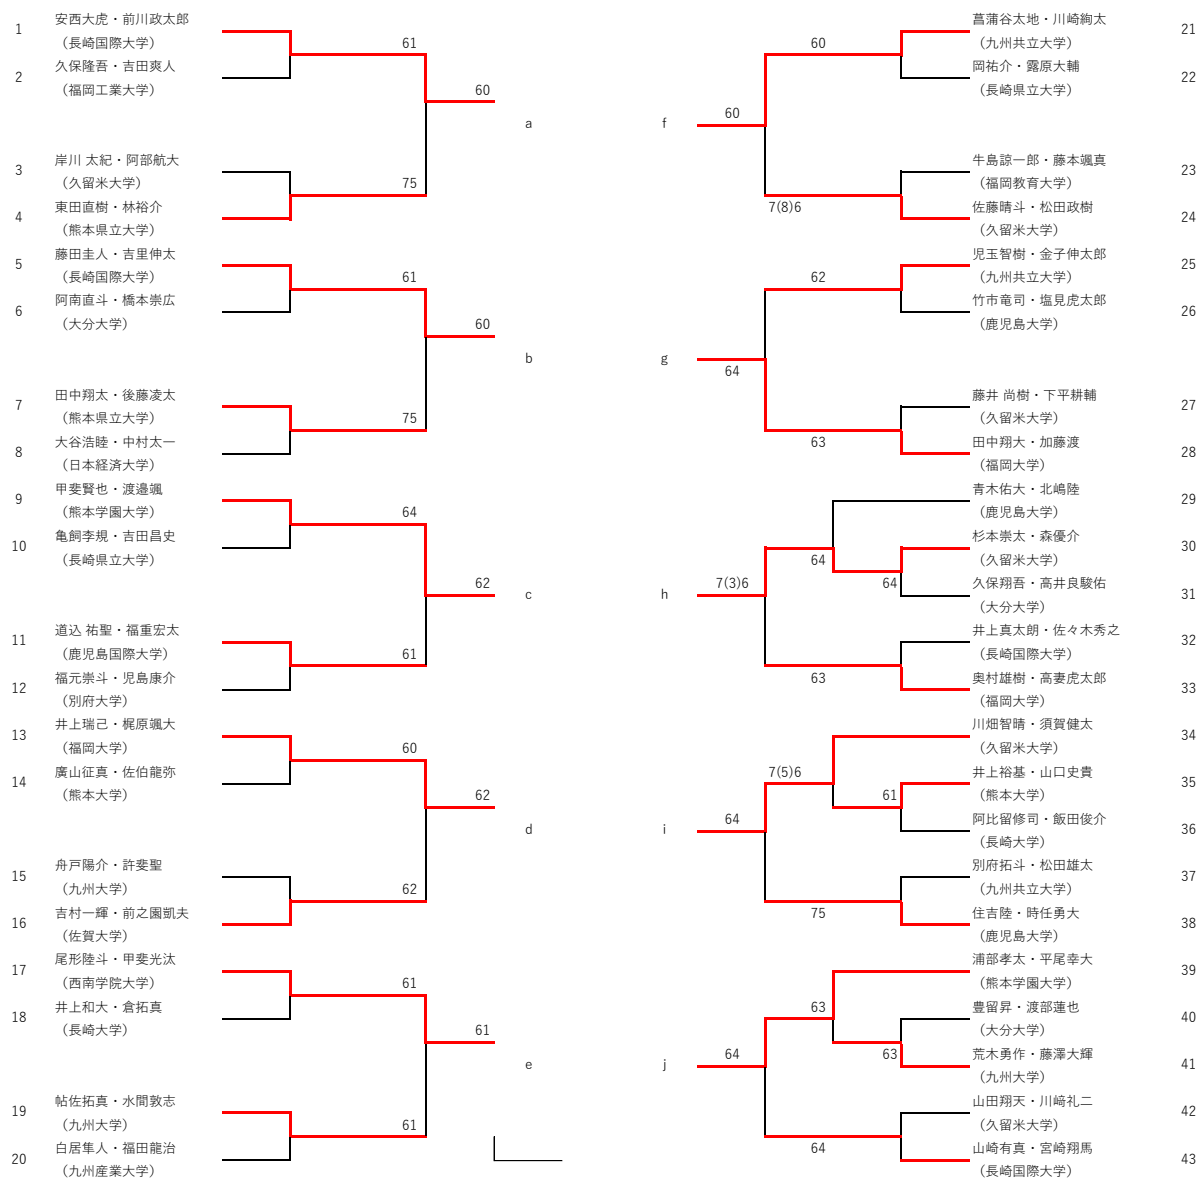 1 安西大虎・前川政太郎
（長崎国際大学）
2 久保隆吾・吉田爽人
（福岡工業大学）
61
60
a
3 岸川 太紀・阿部航大
（久留米大学）
75
4 東田直樹・林裕介
（熊本県立大学）
5 藤田圭人・吉里伸太
（長崎国際大学）
61
6 阿南直斗・橋本崇広
（大分大学）
60
b
7 田中翔太・後藤凌太
（熊本県立大学）
75
8 大谷浩睦・中村太一
（日本経済大学）
9 甲斐賢也・渡邉颯
（熊本学園大学）
64
10 亀飼李規・吉田昌史
（長崎県立大学）
62
c
11 道込 祐聖・福重宏太
（鹿児島国際大学）
61
12 福元崇斗・児島康介
（別府大学）
13 井上瑞己・梶原颯大
（福岡大学）
60
14 廣山征真・佐伯龍弥
（熊本大学）
62
d
15 舟戸陽介・許斐聖
（九州大学）
62
16 吉村一輝・前之園凱夫
（佐賀大学）
17 尾形陸斗・甲斐光汰
（西南学院大学）
61
18 井上和大・倉拓真
（長崎大学）
61
e
19 帖佐拓真・水間敦志
（九州大学）
61
20 白居隼人・福田龍治
（九州産業大学）
菖蒲谷太地・川崎絢太 21
（九州共立大学）
60
岡祐介・露原大輔 22
（長崎県立大学）
60
f
牛島諒一郎・藤本颯真 23
（福岡教育大学）
7(8)6
佐藤晴斗・松田政樹 24
（久留米大学）
児玉智樹・金子伸太郎 25
（九州共立大学）
62
竹市竜司・塩見虎太郎 26
（鹿児島大学）
g
64
藤井 尚樹・下平耕輔 27
（久留米大学）
63
田中翔大・加藤渡 28
（福岡大学）
青木佑大・北嶋陸 29
（鹿児島大学）
杉本崇太・森優介 30
（久留米大学）
64
64
久保翔吾・高井良駿佑 31
（大分大学）
7(3)6
h
井上真太朗・佐々木秀之 32
（長崎国際大学）
63
奥村雄樹・高妻虎太郎 33
（福岡大学）
川畑智晴・須賀健太 34
（久留米大学）
7(5)6
井上裕基・山口史貴 35
（熊本大学）
61
阿比留修司・飯田俊介 36
（長崎大学）
64
i
別府拓斗・松田雄太 37
（九州共立大学）
75
住吉陸・時任勇大 38
（鹿児島大学）
浦部孝太・平尾幸大 39
（熊本学園大学）
63
豊留昇・渡部蓮也 40
（大分大学）
63
荒木勇作・藤澤大輝 41
（九州大学）
64
j
山田翔天・川﨑礼二 42
（久留米大学）
64
山崎有真・宮崎翔馬 43
（長崎国際大学）